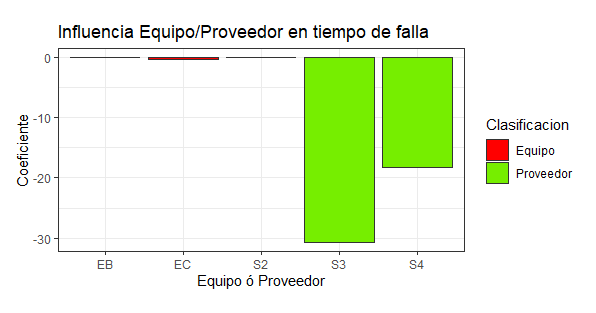 Influencia Equipo/Proveedor en tiempo de falla
Coeficiente
0
-10
-20
-30
EB EC S2 S3 S4
Equipo ó Proveedor
Clasificacion
Equipo
Proveedor